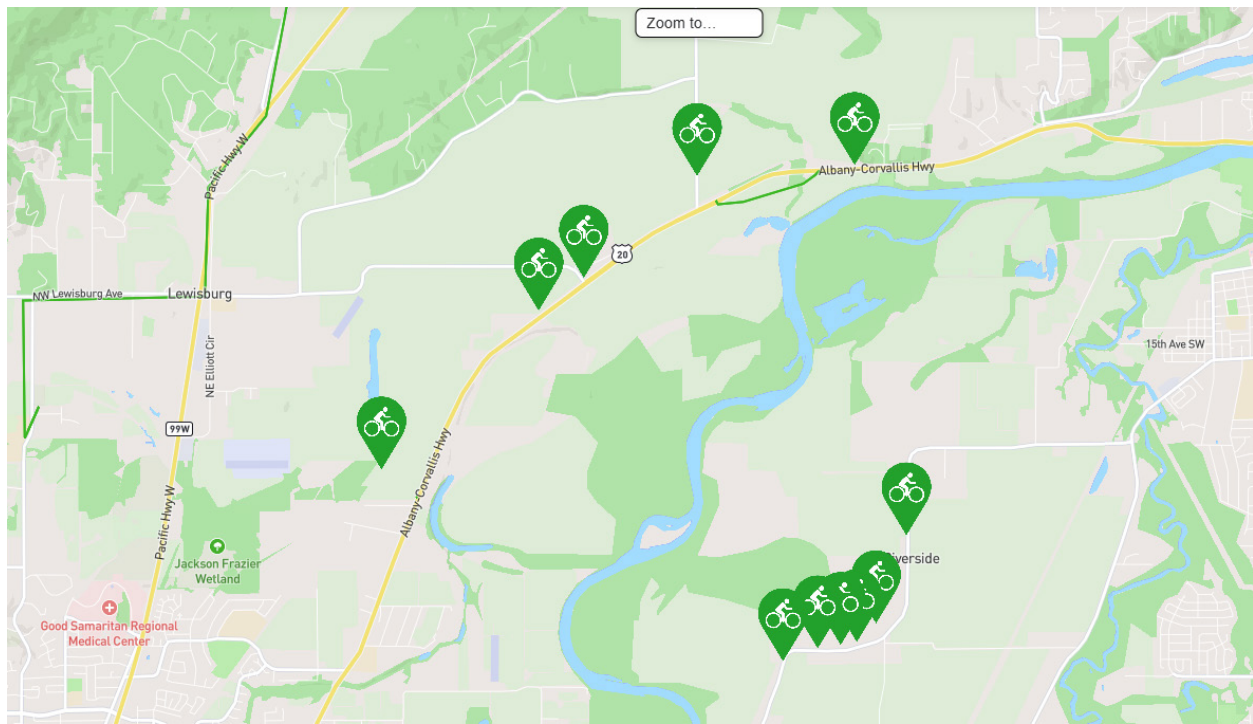 Zoom to...
Pacific Hwy W
Albany-Corvallis Hwy
20
NW Lewisburg Ave
Lewisburg
NE Elliott Cir
15th Ave SW
99W
Albany-Corvallis Hwy
Pacific Hwy W
Jackson Frazier
Wetland
iverside
Good Samaritan Regional
Medical Center